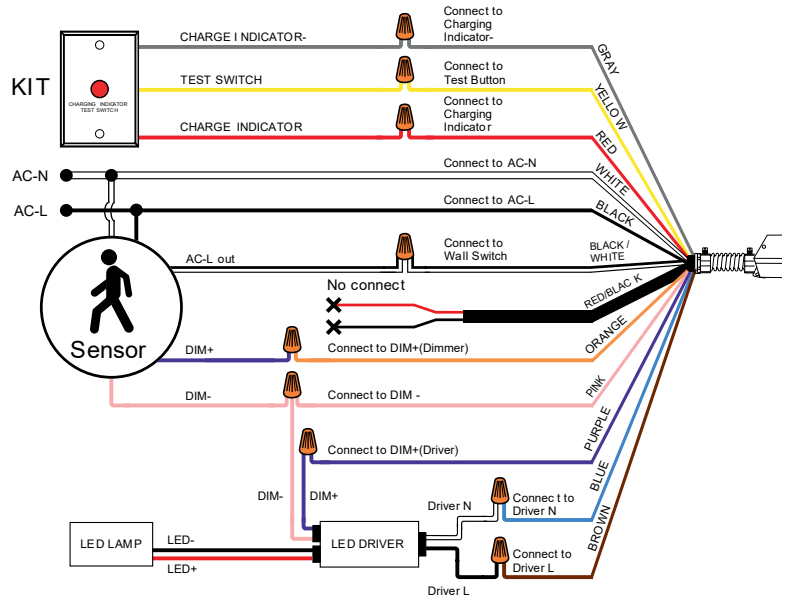 KIT
CHARGING INDICATOR
TEST SWITCH
CHARGE I NDICATOR-
Connect to
Charging
Indicator-
GRAY
TEST SWITCH
Connect to
Test Button
YELLOW
CHARGE INDICATOR
Connect to
Charging
Indicator
RED
AC-N
Connect to AC-N
WHITE
AC-L
Connect to AC-L
BLACK
Sensor
AC-L out
Connect to
Wall Switch
BLACK /
WHITE
No connect
RED/BLAC K
DIM+
Connect to DIM+(Dimmer)
ORANGE
DIM-
Connect to DIM -
PINK
Connect to DIM+(Driver)
PURPLE
DIM-
DIM+
Driver N
Connec t to
Driver N
BLUE
LED LAMP
LED-
LED+
LED DRIVER
Driver L
Connect to
Driver L
BROWN